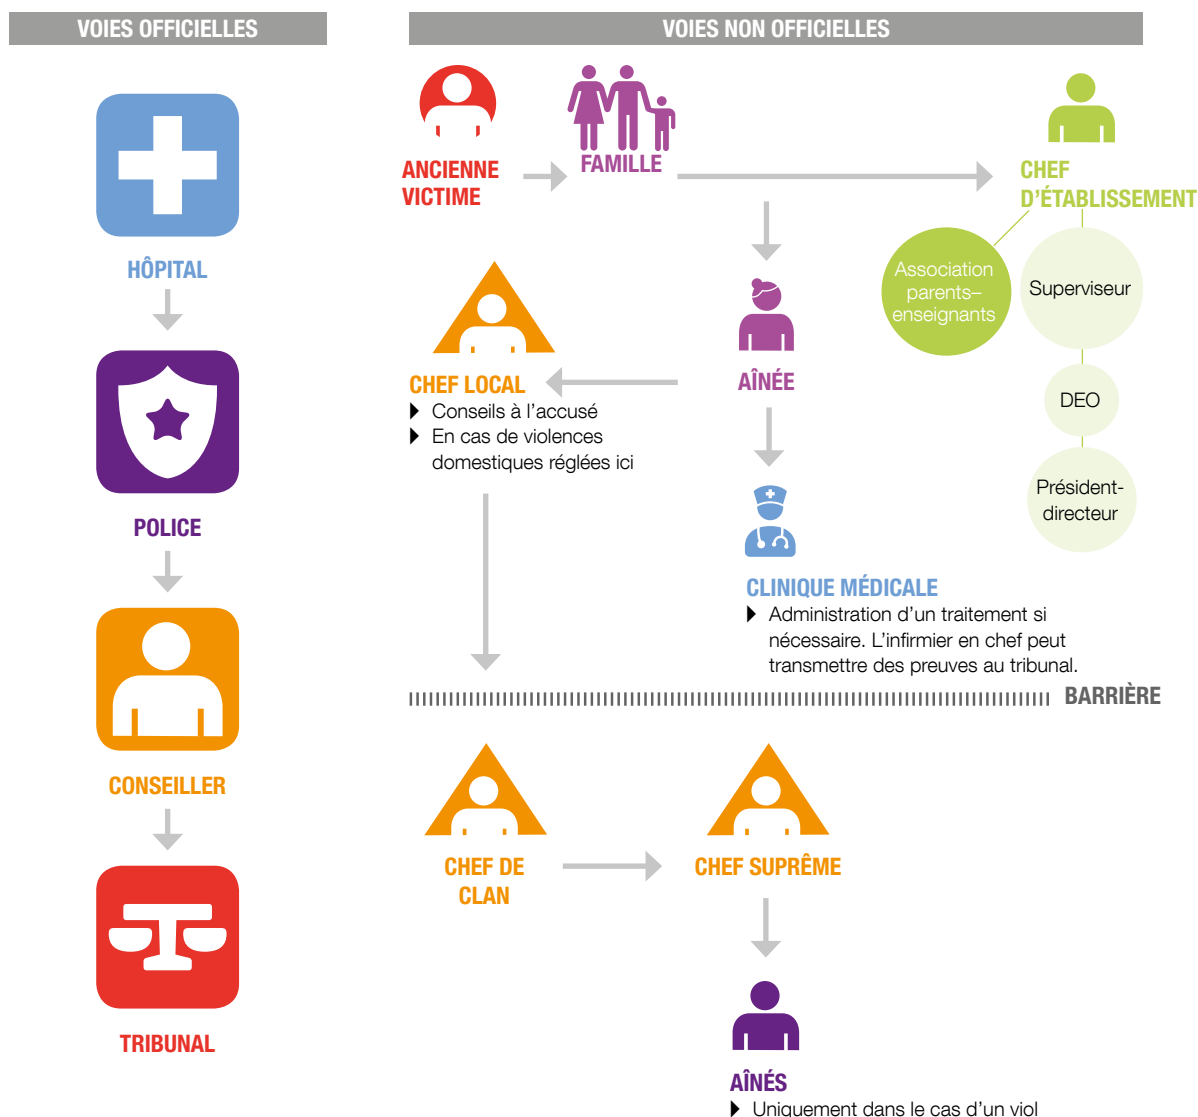 VOIES OFFICIELLES
HÔPITAL
POLICE
CONSEILLER
TRIBUNAL
VOIES NON OFFICIELLES
ANCIENNE
VICTIME
FAMILLE
CHEF
D'ÉTABLISSEMENT
Association
parents–
enseignants
Superviseur
DEO
Président-
directeur
AÎNÉE
CHEF LOCAL
Conseils à l'accusé
En cas de violences
domestiques réglées ici
CLINIQUE MÉDICALE
Administration d'un traitement si
nécessaire. L'infirmier en chef peut
transmettre des preuves au tribunal.
BARRIÈRE
CHEF DE
CLAN
CHEF SUPRÊME
AÎNÉS
Uniquement dans le cas d'un viol